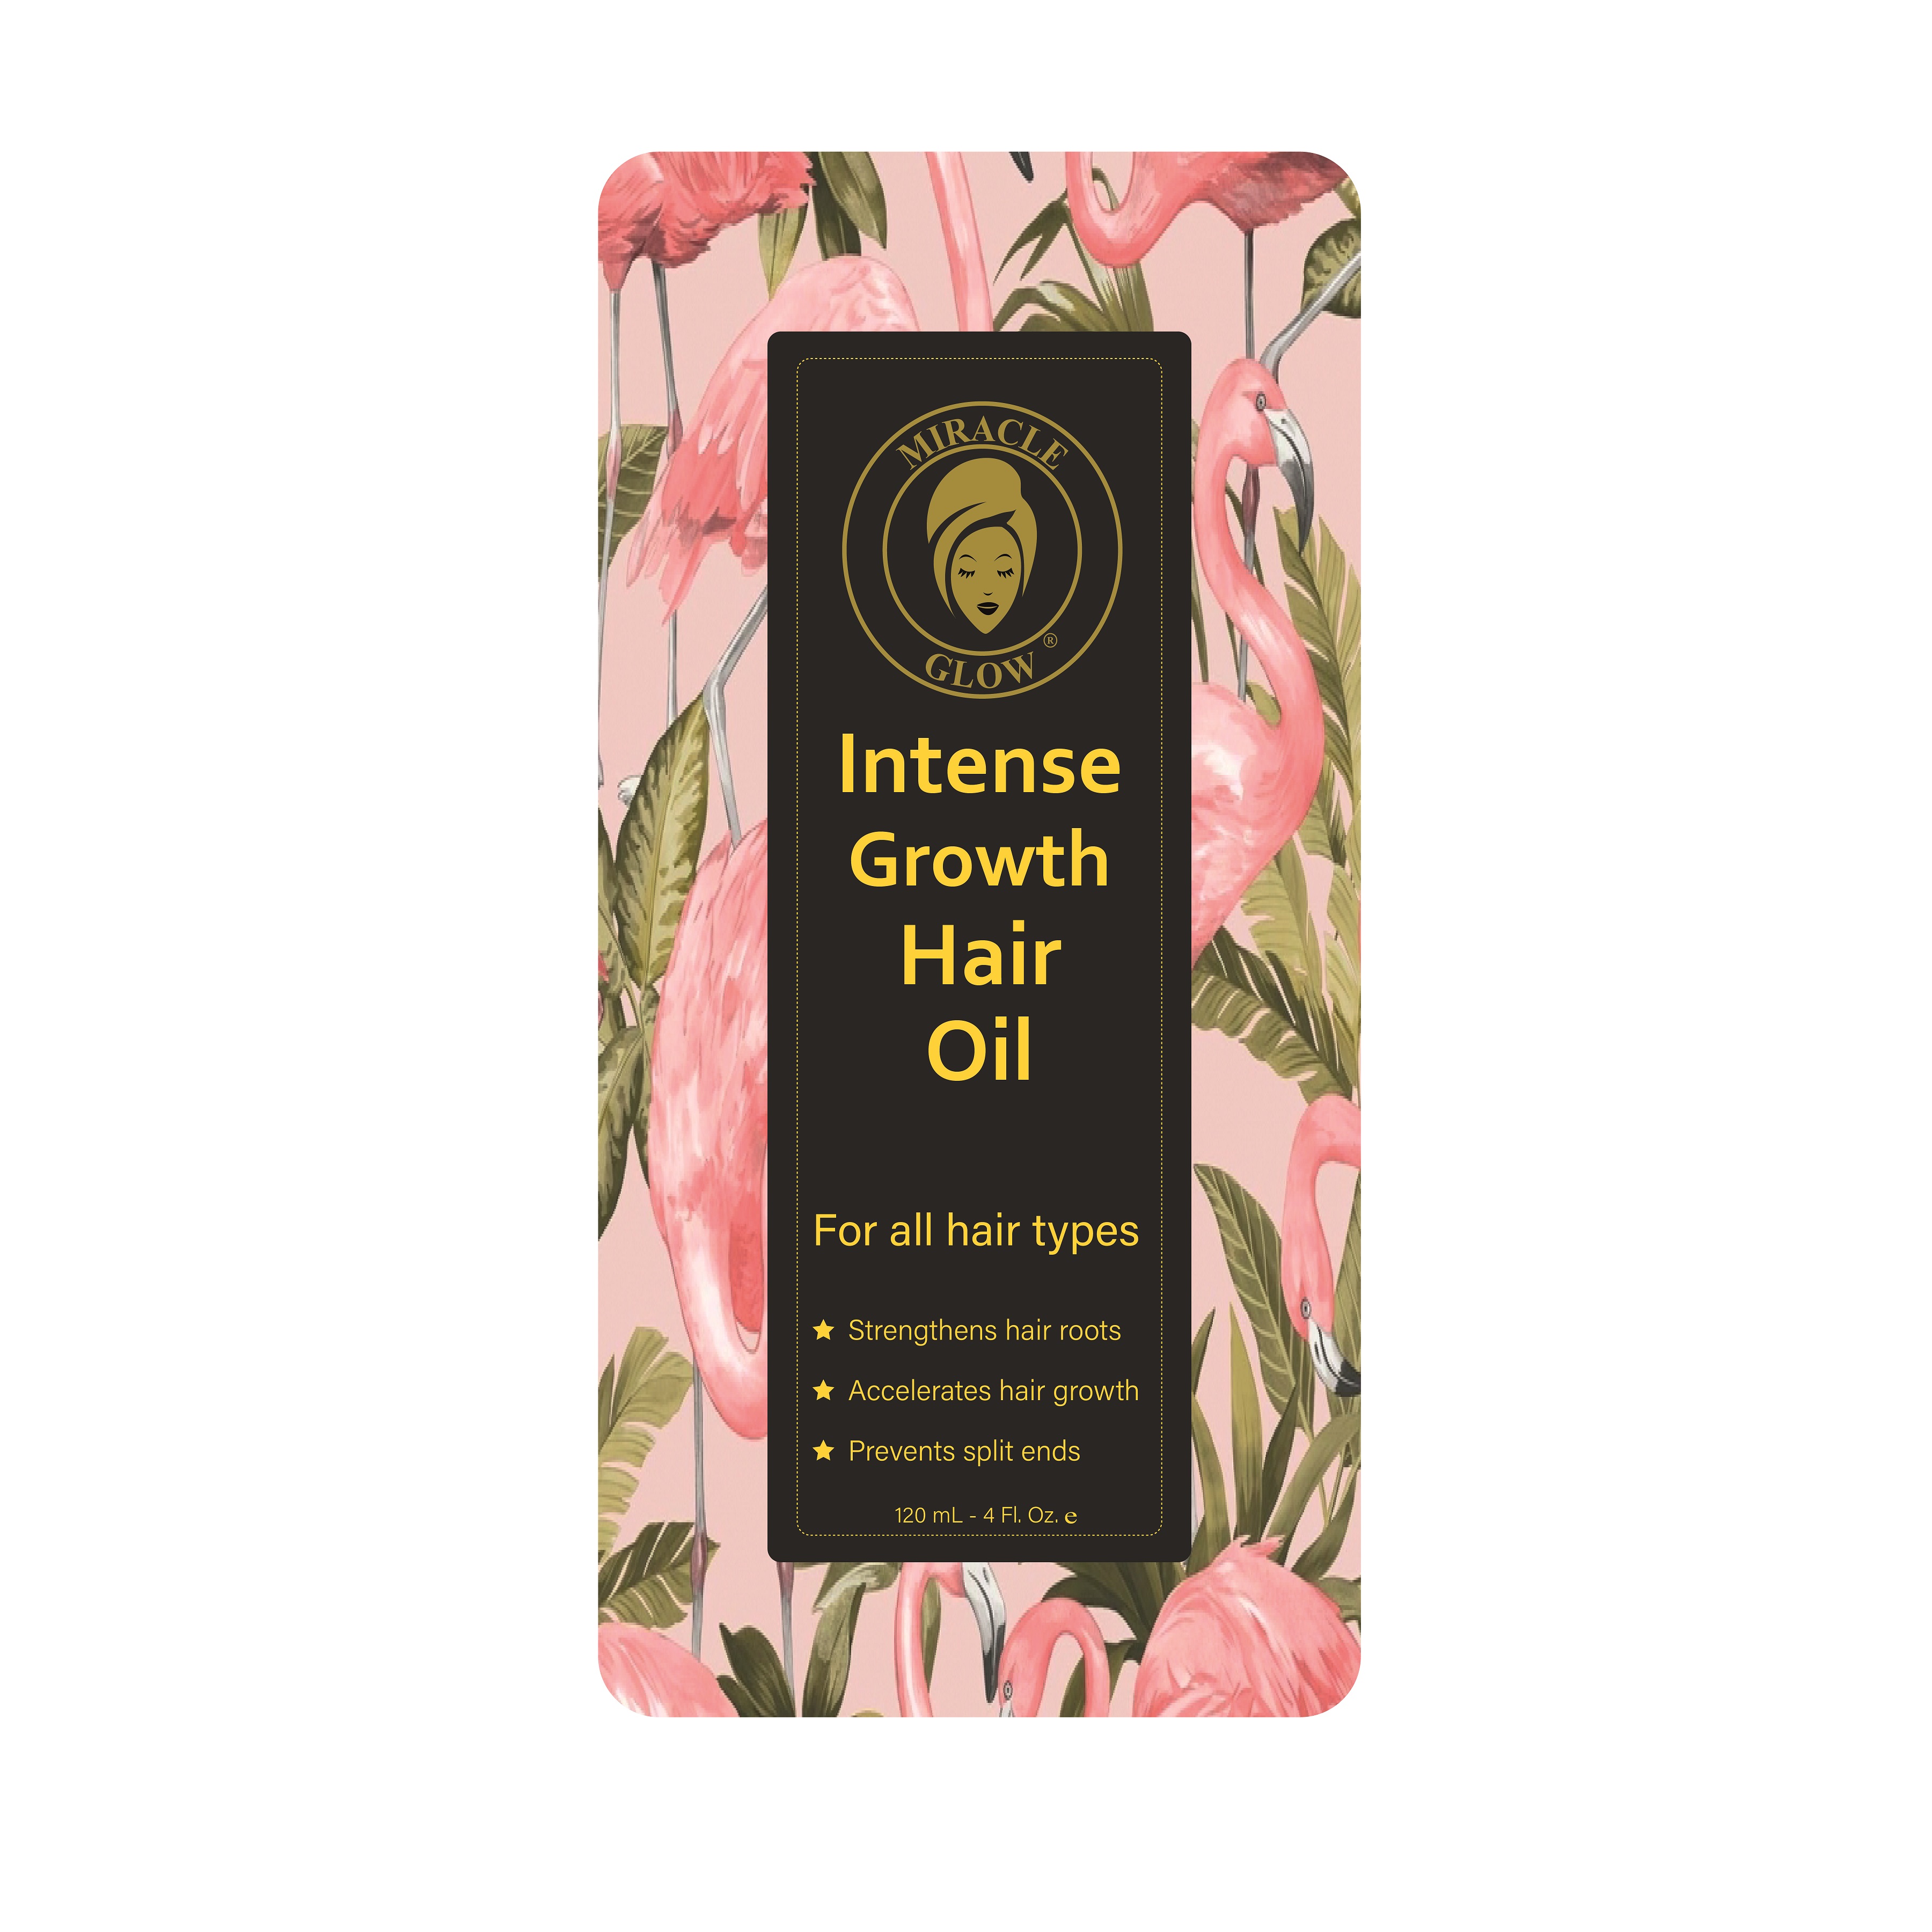 MIRACLE
GLOW ®
Intense
Growth
Hair
Oil
For all hair types
★ Strengthens hair roots
★ Accelerates hair growth
★ Prevents split ends
120 mL - 4 Fl. Oz. ℮